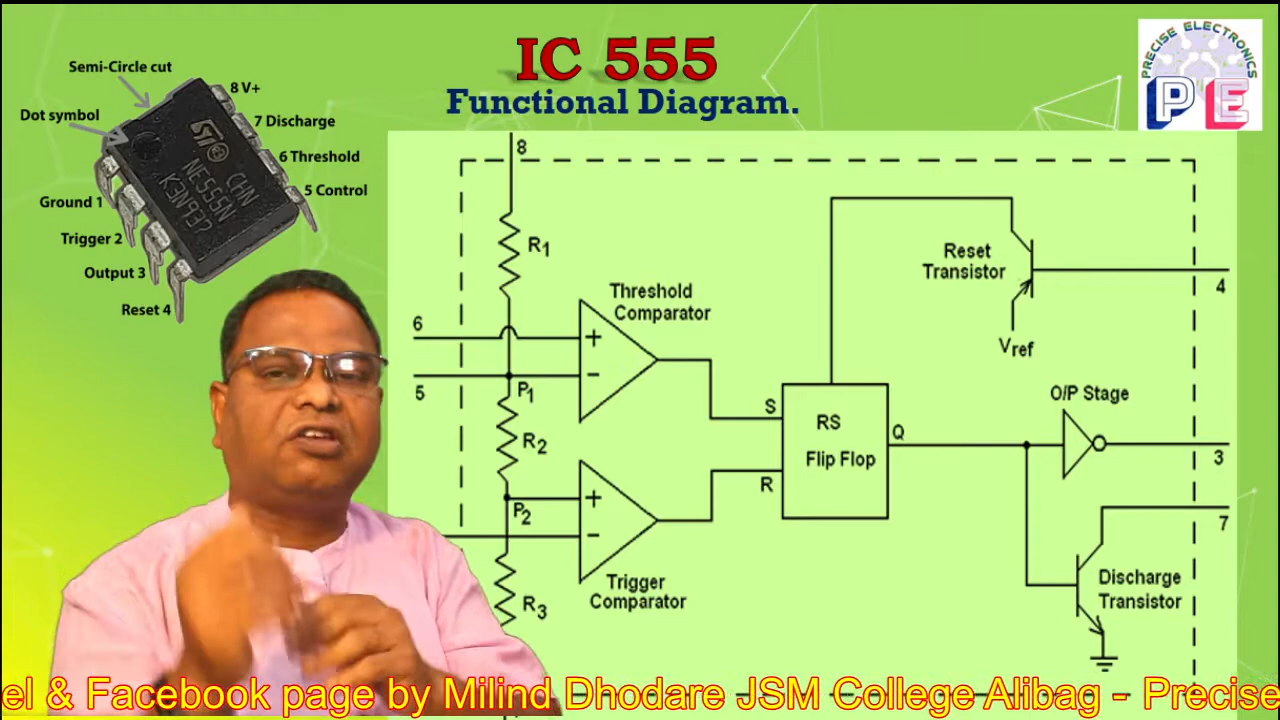 IC 555
Functional Diagram.
PRECISE ELECTRONICS
P E
Semi-Circle cut
Dot symbol
8 V+
7 Discharge
6 Threshold
5 Control
Ground 1
Trigger 2
Output 3
Reset 4
ST CHN
NE555N
K3N937
8
R1
6
5
P1
R2
P2
R3
Threshold
Comparator
+
−
Trigger
Comparator
+
−
S
R
RS
Flip Flop
Q
Reset
Transistor
Vref
4
O/P Stage
3
7
Discharge
Transistor
el & Facebook page by Milind Dhodare JSM College Alibag - Precise